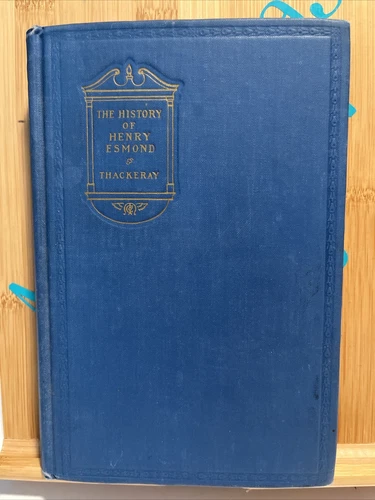 THE HISTORY
OF
HENRY
ESMOND
THACKERAY